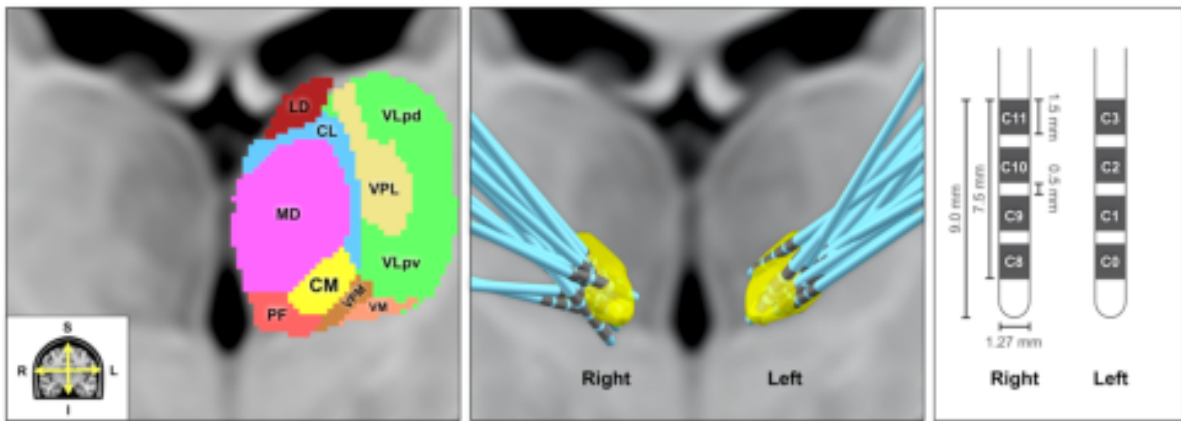 LD
CL
VLpd
VPL
MD
VLpv
CM
VPM
VM
PF
S
R
L
I
Right
Left
C11
C10
C9
C8
C3
C2
C1
C0
1.5 mm
0.5 mm
9.0 mm
7.5 mm
1.27 mm
Right
Left